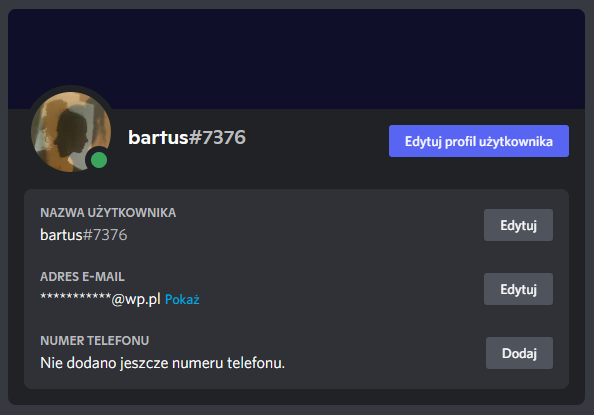 bartus#7376
Edytuj profil użytkownika
NAZWA UŻYTKOWNIKA
bartus#7376
Edytuj
ADRES E-MAIL
***********@wp.pl Pokaż
Edytuj
NUMER TELEFONU
Nie dodano jeszcze numeru telefonu.
Dodaj